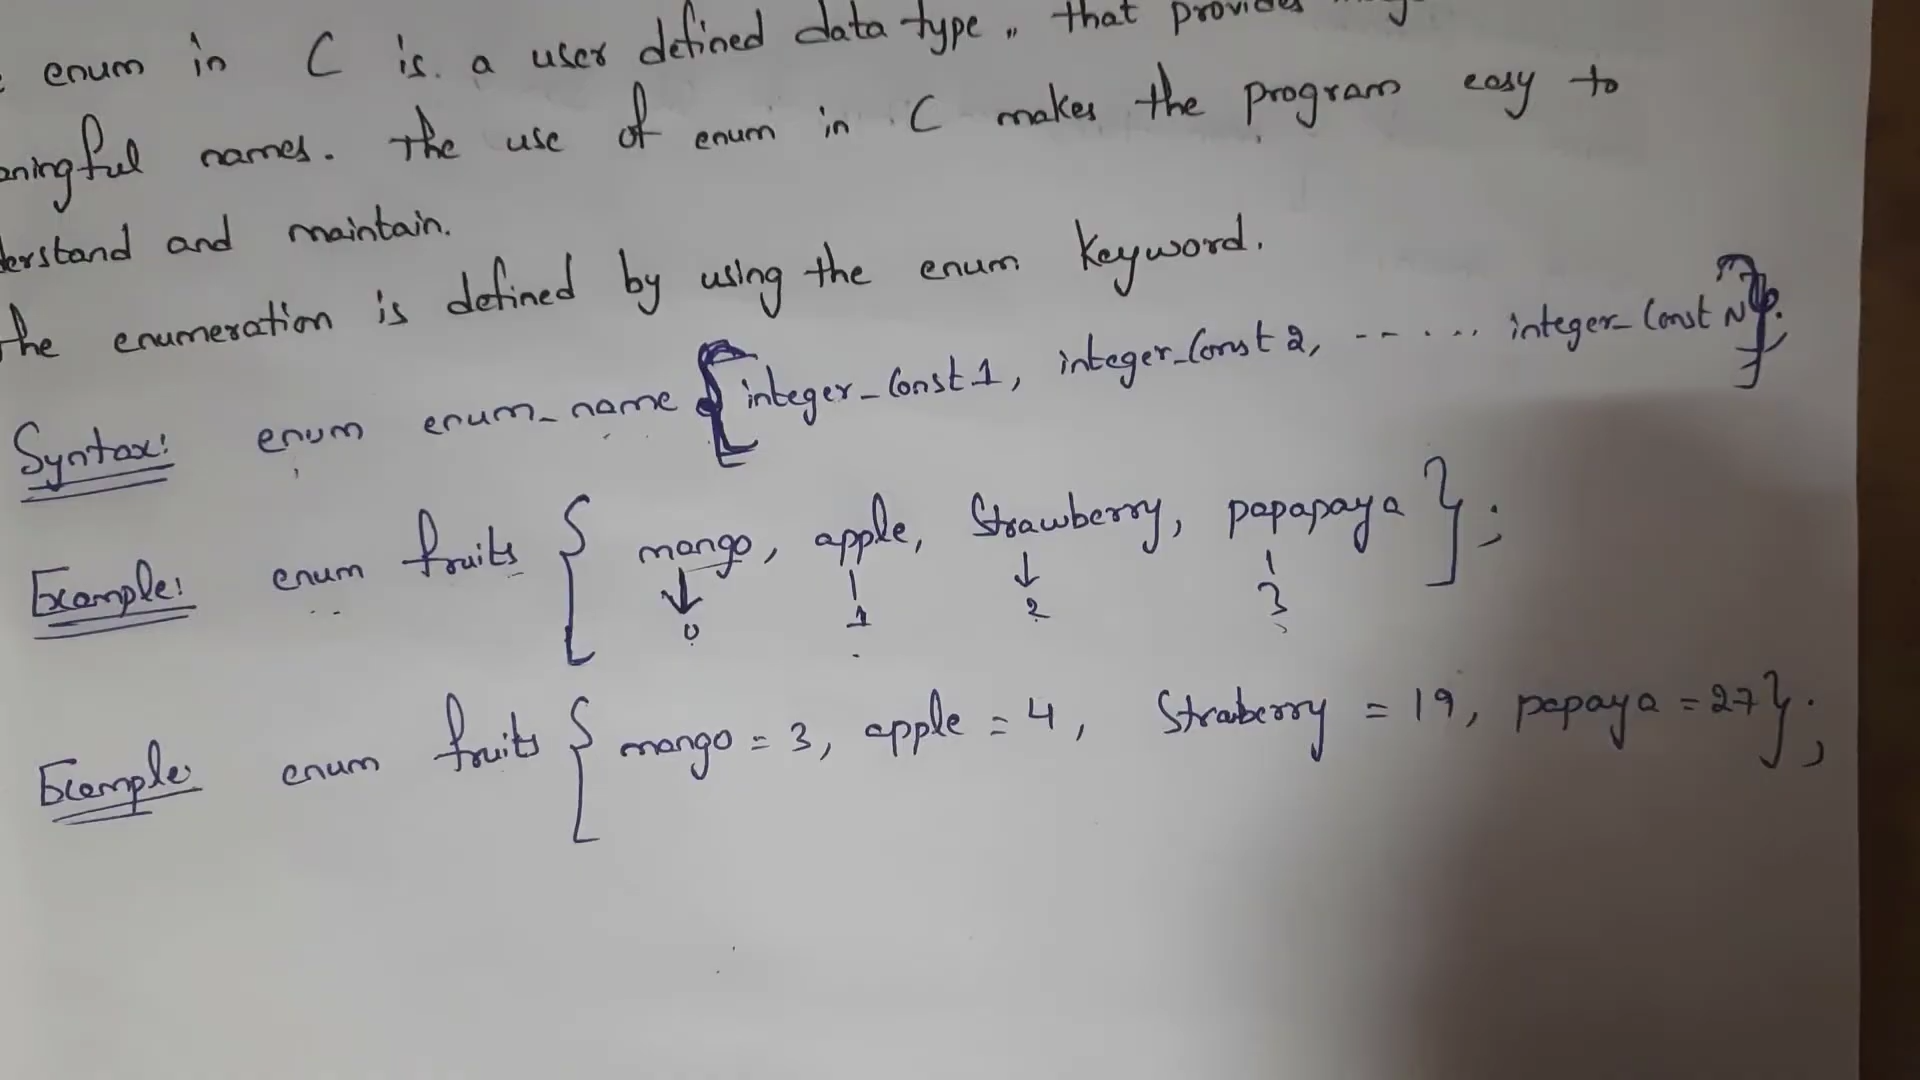 enum in C is a user defined data type, that provides
names. The use of enum in C makes the program easy to
and maintain.
The enumeration is defined by using the enum keyword.
Syntax: enum enum_name { integer_const 1, integer_const 2, -- ... integer_const N };
Example: enum fruits { mango, apple, Strawberry, papapaya };
0 1 2 3
Example: enum fruits { mango = 3, apple = 4, Straberry = 19, papaya = 27 };